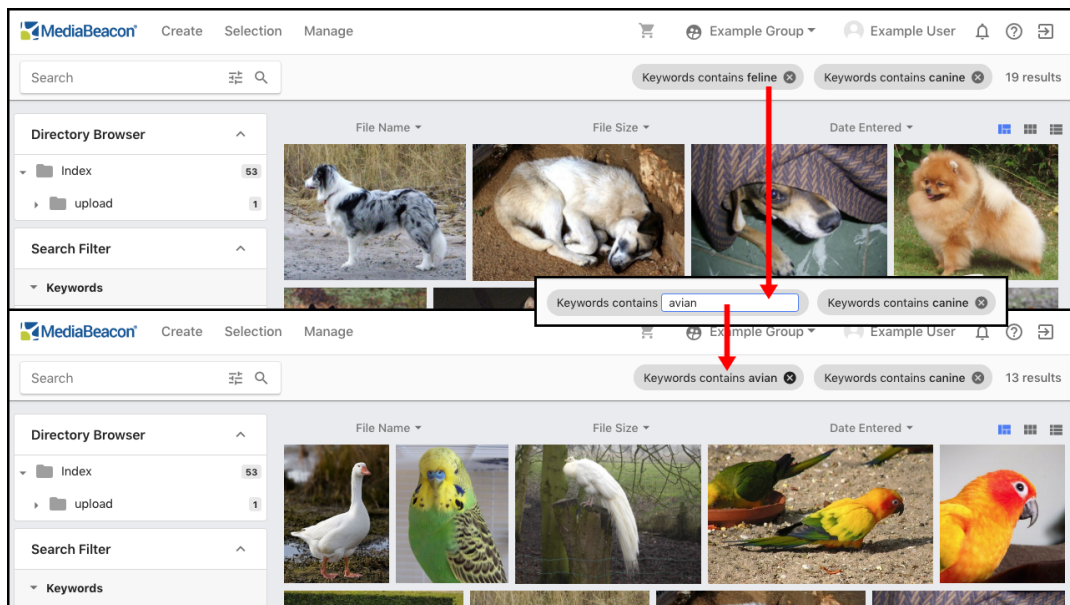 MediaBeacon® Create Selection Manage Example Group Example User
Search Keywords contains feline Keywords contains canine 19 results
Directory Browser File Name File Size Date Entered
Index 53
upload 1
Search Filter
Keywords
Keywords contains avian Keywords contains canine
MediaBeacon® Create Selection Manage Example Group Example User
Search Keywords contains avian Keywords contains canine 13 results
Directory Browser File Name File Size Date Entered
Index 53
upload 1
Search Filter
Keywords